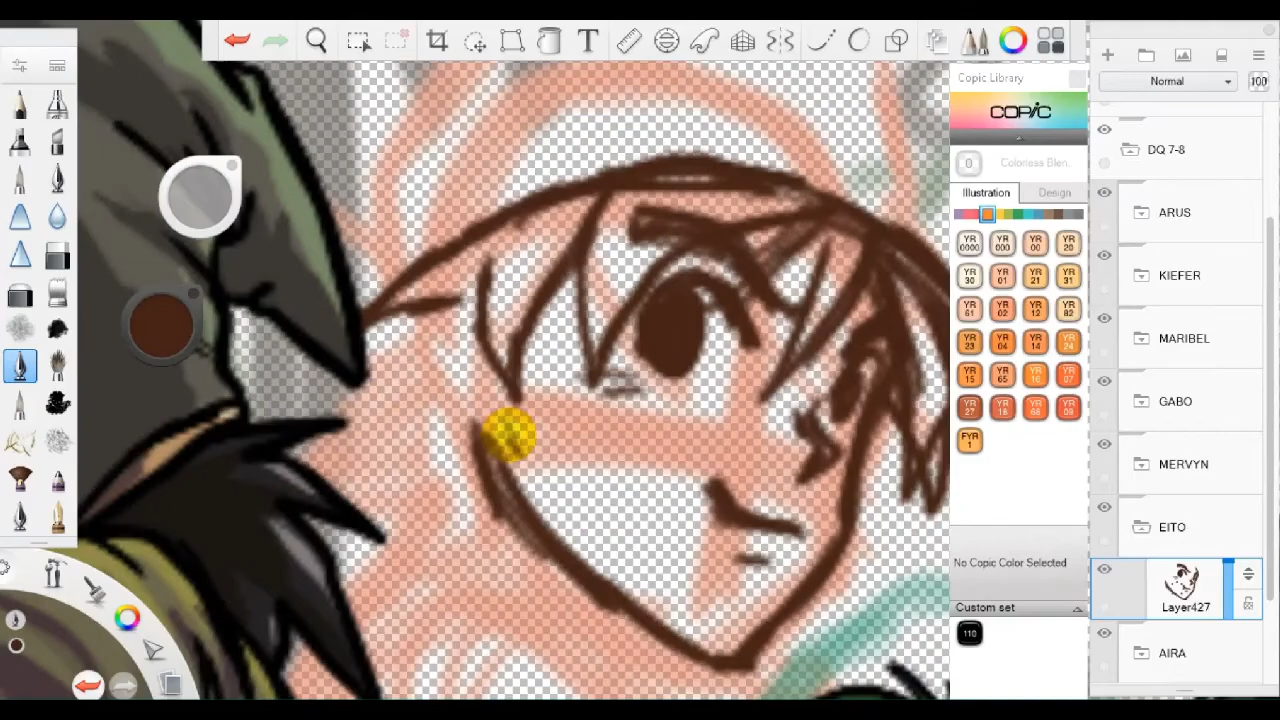 Copic Library
Normal
100
COPIC
0
Colorless Blen..
Illustration
Design
YR 0000
YR 000
YR 00
YR 20
YR 30
YR 01
YR 21
YR 31
YR 61
YR 02
YR 12
YR 82
YR 23
YR 04
YR 14
YR 24
YR 15
YR 65
YR 16
YR 07
YR 27
YR 18
YR 68
YR 09
FYR 1
No Copic Color Selected
Custom set
110
DQ 7-8
ARUS
KIEFER
MARIBEL
GABO
MERVYN
EITO
Layer427
AIRA